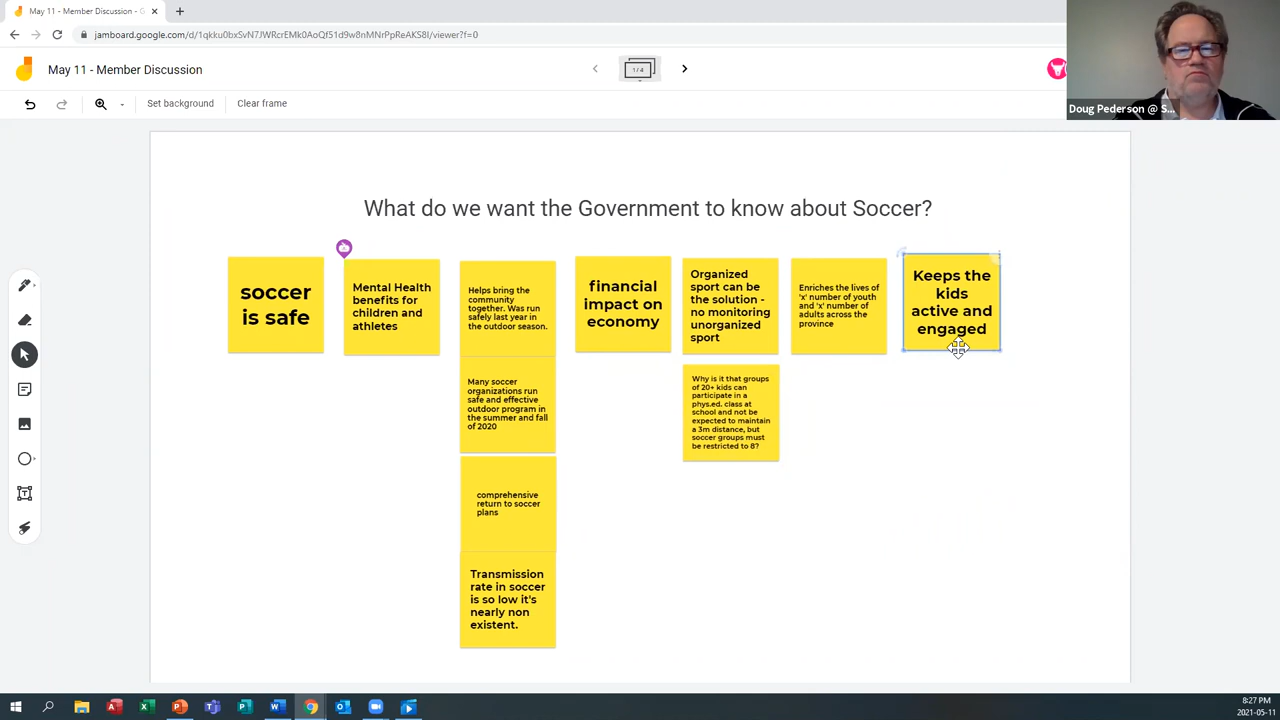 May 11 - Member Discussion
jamboard.google.com/d/1qkku0bxSvN7JWRcrEMk0AoQf51d9w8nMNrPpReAKS8I/viewer?f=0
May 11 - Member Discussion
1 / 4
Doug Pederson @ S...
Set background
Clear frame
What do we want the Government to know about Soccer?
soccer
is safe
Mental Health
benefits for
children and
athletes
Helps bring the
community
together. Was run
safely last year in
the outdoor season.
Many soccer
organizations run
safe and effective
outdoor program in
the summer and fall
of 2020
comprehensive
return to soccer
plans
Transmission
rate in soccer
is so low it's
nearly non
existent.
financial
impact on
economy
Organized
sport can be
the solution -
no monitoring
unorganized
sport
Why is it that groups
of 20+ kids can
participate in a
phys.ed. class at
school and not be
expected to maintain
a 3m distance, but
soccer groups must
be restricted to 8?
Enriches the lives of
'x' number of youth
and 'x' number of
adults across the
province
Keeps the
kids
active and
engaged
8:27 PM
2021-05-11